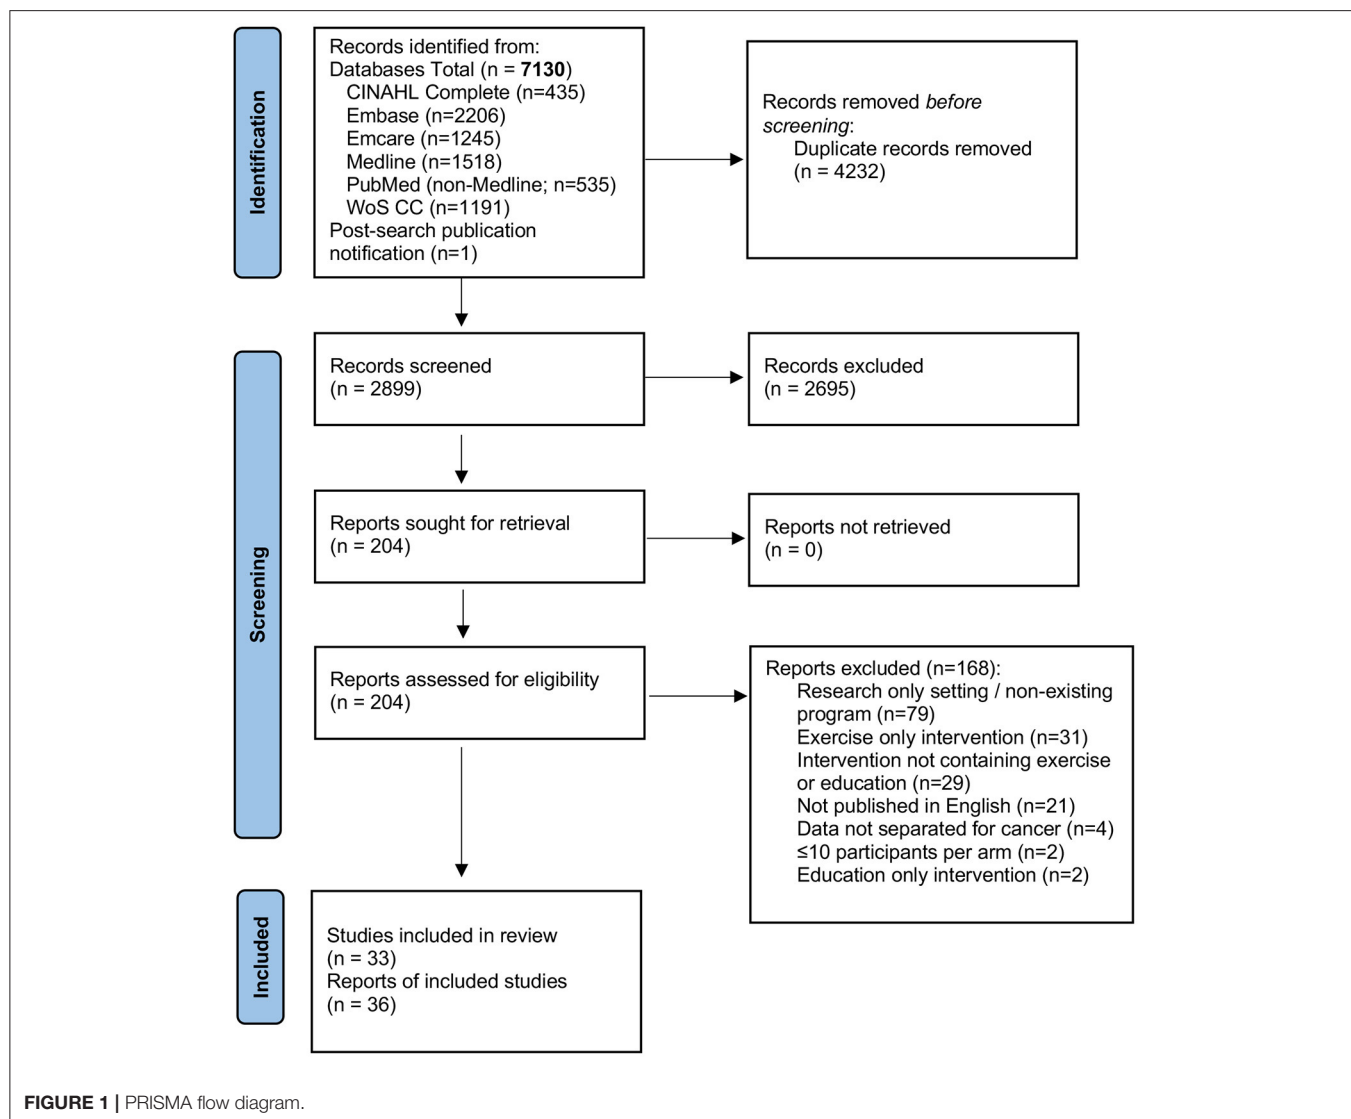 Identification
Records identified from:
Databases Total (n = 7130)
CINAHL Complete (n=435)
Embase (n=2206)
Emcare (n=1245)
Medline (n=1518)
PubMed (non-Medline; n=535)
WoS CC (n=1191)
Post-search publication
notification (n=1)
Records removed before
screening:
Duplicate records removed
(n = 4232)
Screening
Records screened
(n = 2899)
Records excluded
(n = 2695)
Reports sought for retrieval
(n = 204)
Reports not retrieved
(n = 0)
Reports assessed for eligibility
(n = 204)
Reports excluded (n=168):
Research only setting / non-existing
program (n=79)
Exercise only intervention (n=31)
Intervention not containing exercise
or education (n=29)
Not published in English (n=21)
Data not separated for cancer (n=4)
≤10 participants per arm (n=2)
Education only intervention (n=2)
Included
Studies included in review
(n = 33)
Reports of included studies
(n = 36)
FIGURE 1 | PRISMA flow diagram.